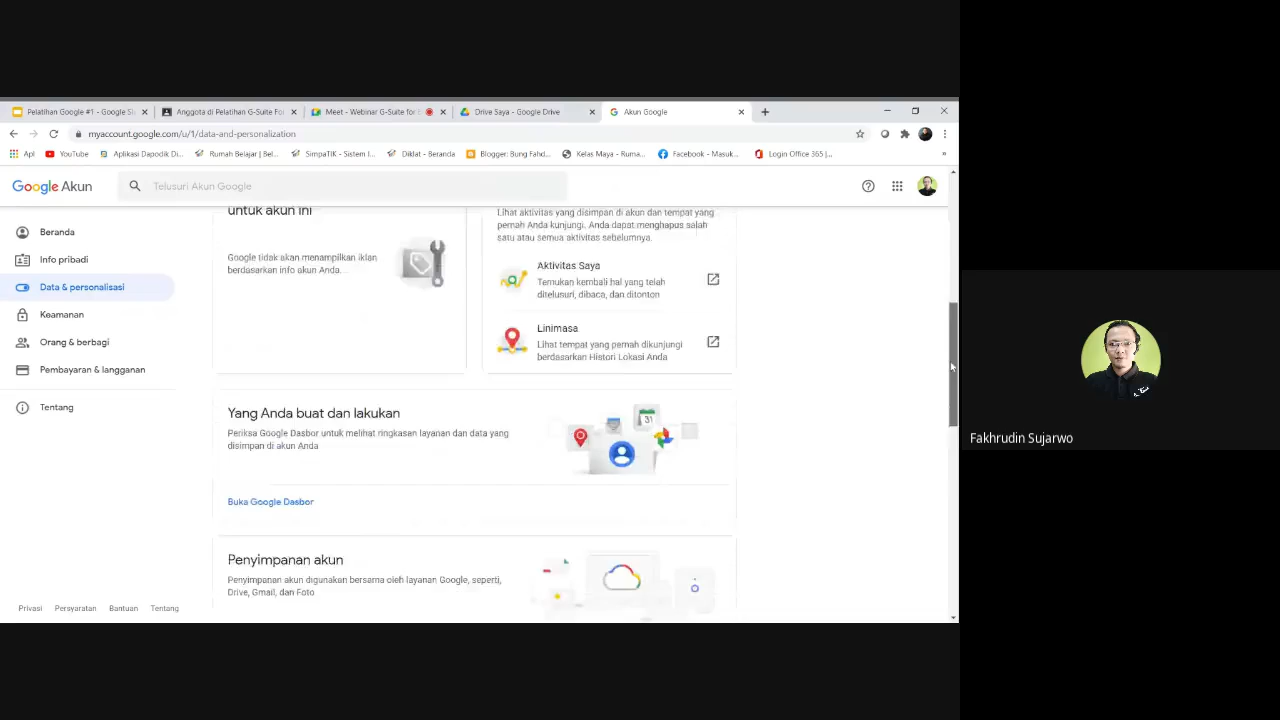 Pelatihan Google #1 - Google Sl
Anggota di Pelatihan G-Suite For
Meet - Webinar G-Suite for
Drive Saya - Google Drive
Akun Google
myaccount.google.com/u/1/data-and-personalization
Apl
YouTube
Aplikasi Dapodik Di...
Rumah Belajar | Bel...
SimpaTIK - Sistem I...
Diklat - Beranda
Blogger: Bung Fahd...
Kelas Maya - Ruma...
Facebook - Masuk...
Login Office 365 |...
Google Akun
Telusuri Akun Google
Beranda
Info pribadi
Data & personalisasi
Keamanan
Orang & berbagi
Pembayaran & langganan
Tentang
untuk akun ini
Google tidak akan menampilkan iklan
berdasarkan info akun Anda...
Lihat aktivitas yang disimpan di akun dan tempat yang
pernah Anda kunjungi. Anda dapat menghapus salah
satu atau semua aktivitas sebelumnya.
Aktivitas Saya
Temukan kembali hal yang telah
ditelusuri, dibaca, dan ditonton
Linimasa
Lihat tempat yang pernah dikunjungi
berdasarkan Histori Lokasi Anda
Yang Anda buat dan lakukan
Periksa Google Dasbor untuk melihat ringkasan layanan dan data yang
disimpan di akun Anda
31
Buka Google Dasbor
Penyimpanan akun
Penyimpanan akun digunakan bersama oleh layanan Google, seperti,
Drive, Gmail, dan Foto
Privasi
Persyaratan
Bantuan
Tentang
Fakhrudin Sujarwo